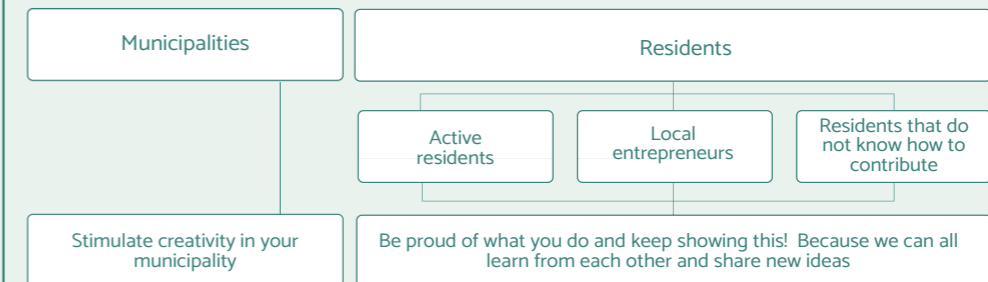 Municipalities
Residents
Active
residents
Local
entrepreneurs
Residents that do
not know how to
contribute
Stimulate creativity in your
municipality
Be proud of what you do and keep showing this!  Because we can all
learn from each other and share new ideas